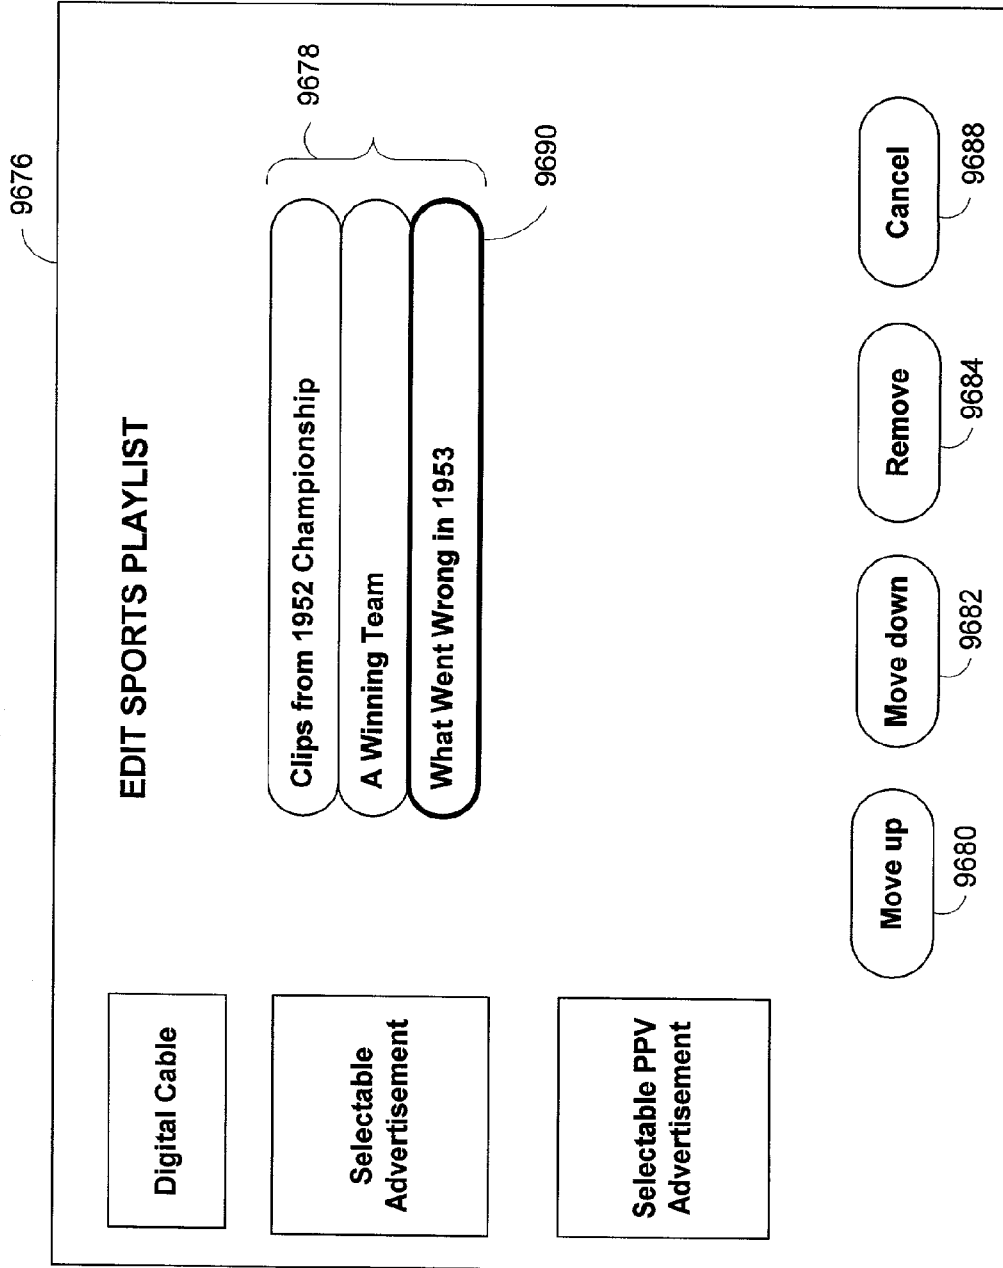 9676
Digital Cable
EDIT SPORTS PLAYLIST
Selectable
Advertisement
Clips from 1952 Championship
A Winning Team
What Went Wrong in 1953
9678
9690
Selectable PPV
Advertisement
Move up
Move down
Remove
Cancel
9680
9682
9684
9688